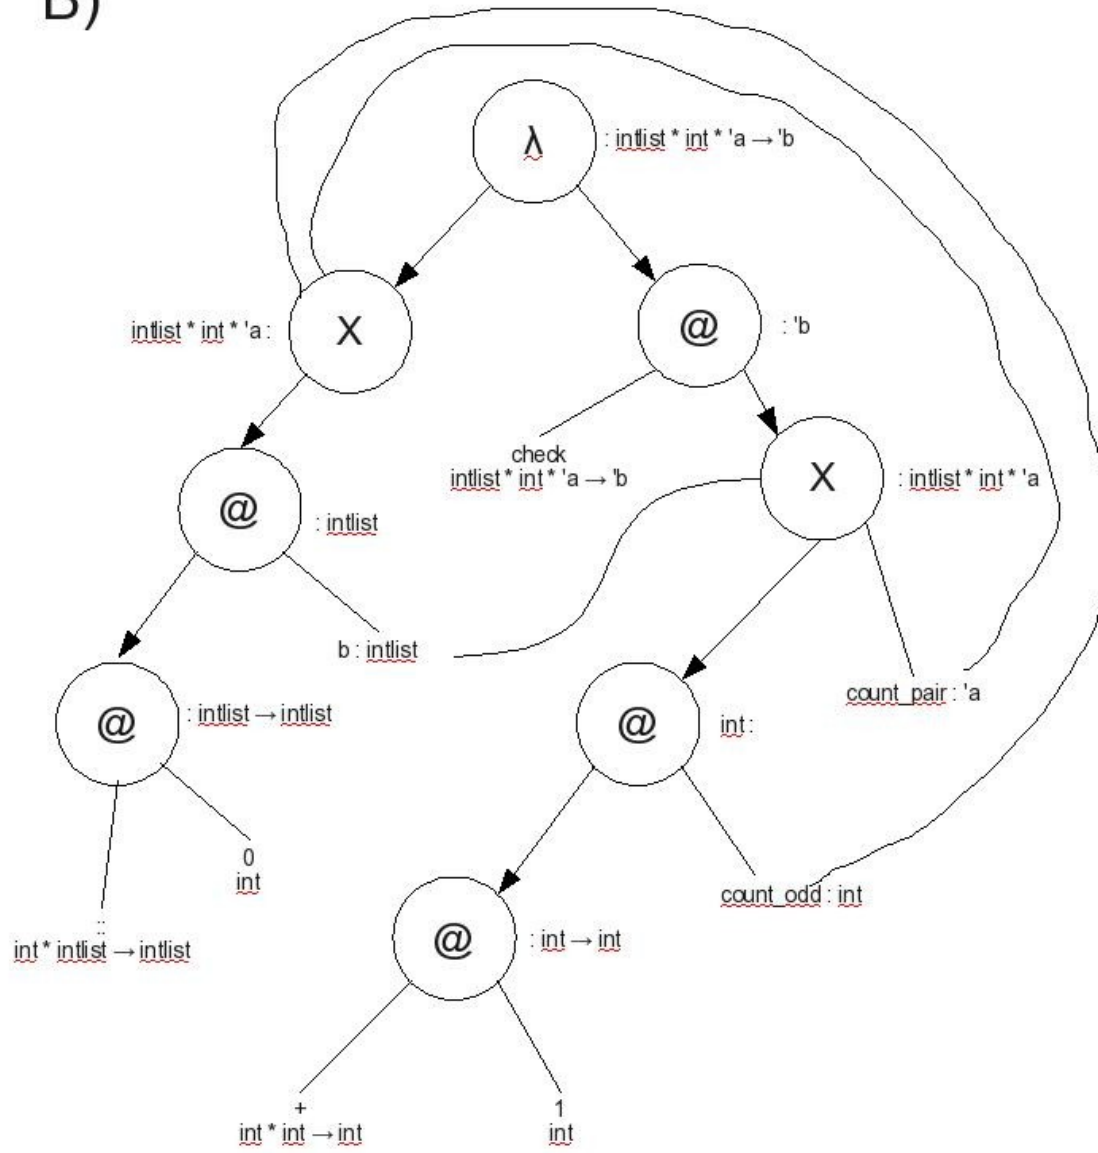 B)
λ
: intlist * int * 'a → 'b
intlist * int * 'a :
X
@
: 'b
check
intlist * int * 'a → 'b
X
: intlist * int * 'a
@
: intlist
b : intlist
@
: intlist → intlist
@
int :
count_pair : 'a
0
int
::
int * intlist → intlist
count_odd : int
@
: int → int
+
int * int → int
1
int